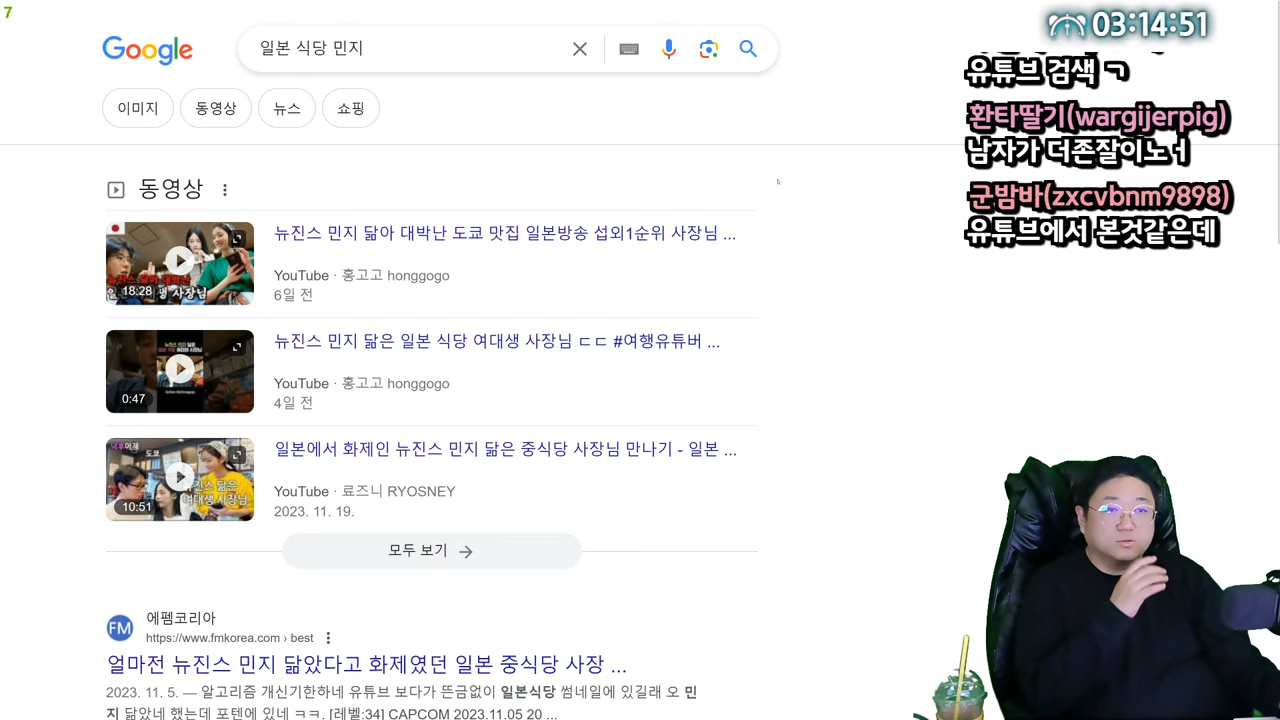 7
Google
일본 식당 민지
이미지
동영상
뉴스
쇼핑
동영상
18:28
뉴진스 민지 닮아 대박난 도쿄 맛집 일본방송 섭외1순위 사장님 ...
YouTube · 홍고고 honggogo
6일 전
0:47
뉴진스 민지 닮은 일본 식당 여대생 사장님 ㄷㄷ #여행유튜버 ...
YouTube · 홍고고 honggogo
4일 전
도쿄
뉴진스 닮은
여대생 사장님
10:51
일본에서 화제인 뉴진스 민지 닮은 중식당 사장님 만나기 - 일본 ...
YouTube · 료즈니 RYOSNEY
2023. 11. 19.
모두 보기
FM
에펨코리아
https://www.fmkorea.com › best
얼마전 뉴진스 민지 닮았다고 화제였던 일본 중식당 사장 ...
2023. 11. 5. — 알고리즘 개신기한하네 유튜브 보다가 뜬금없이 일본식당 썸네일에 있길래 오 민
지 닮았네 했는데 포텐에 있네 ㅋㅋ. [레벨:34] CAPCOM 2023.11.05 20 ...
03:14:51
유튜브 검색 ㄱ
환타딸기(wargijerpig)
남자가 더존잘이노ㅓ
군밤바(zxcvbnm9898)
유튜브에서 본것같은데